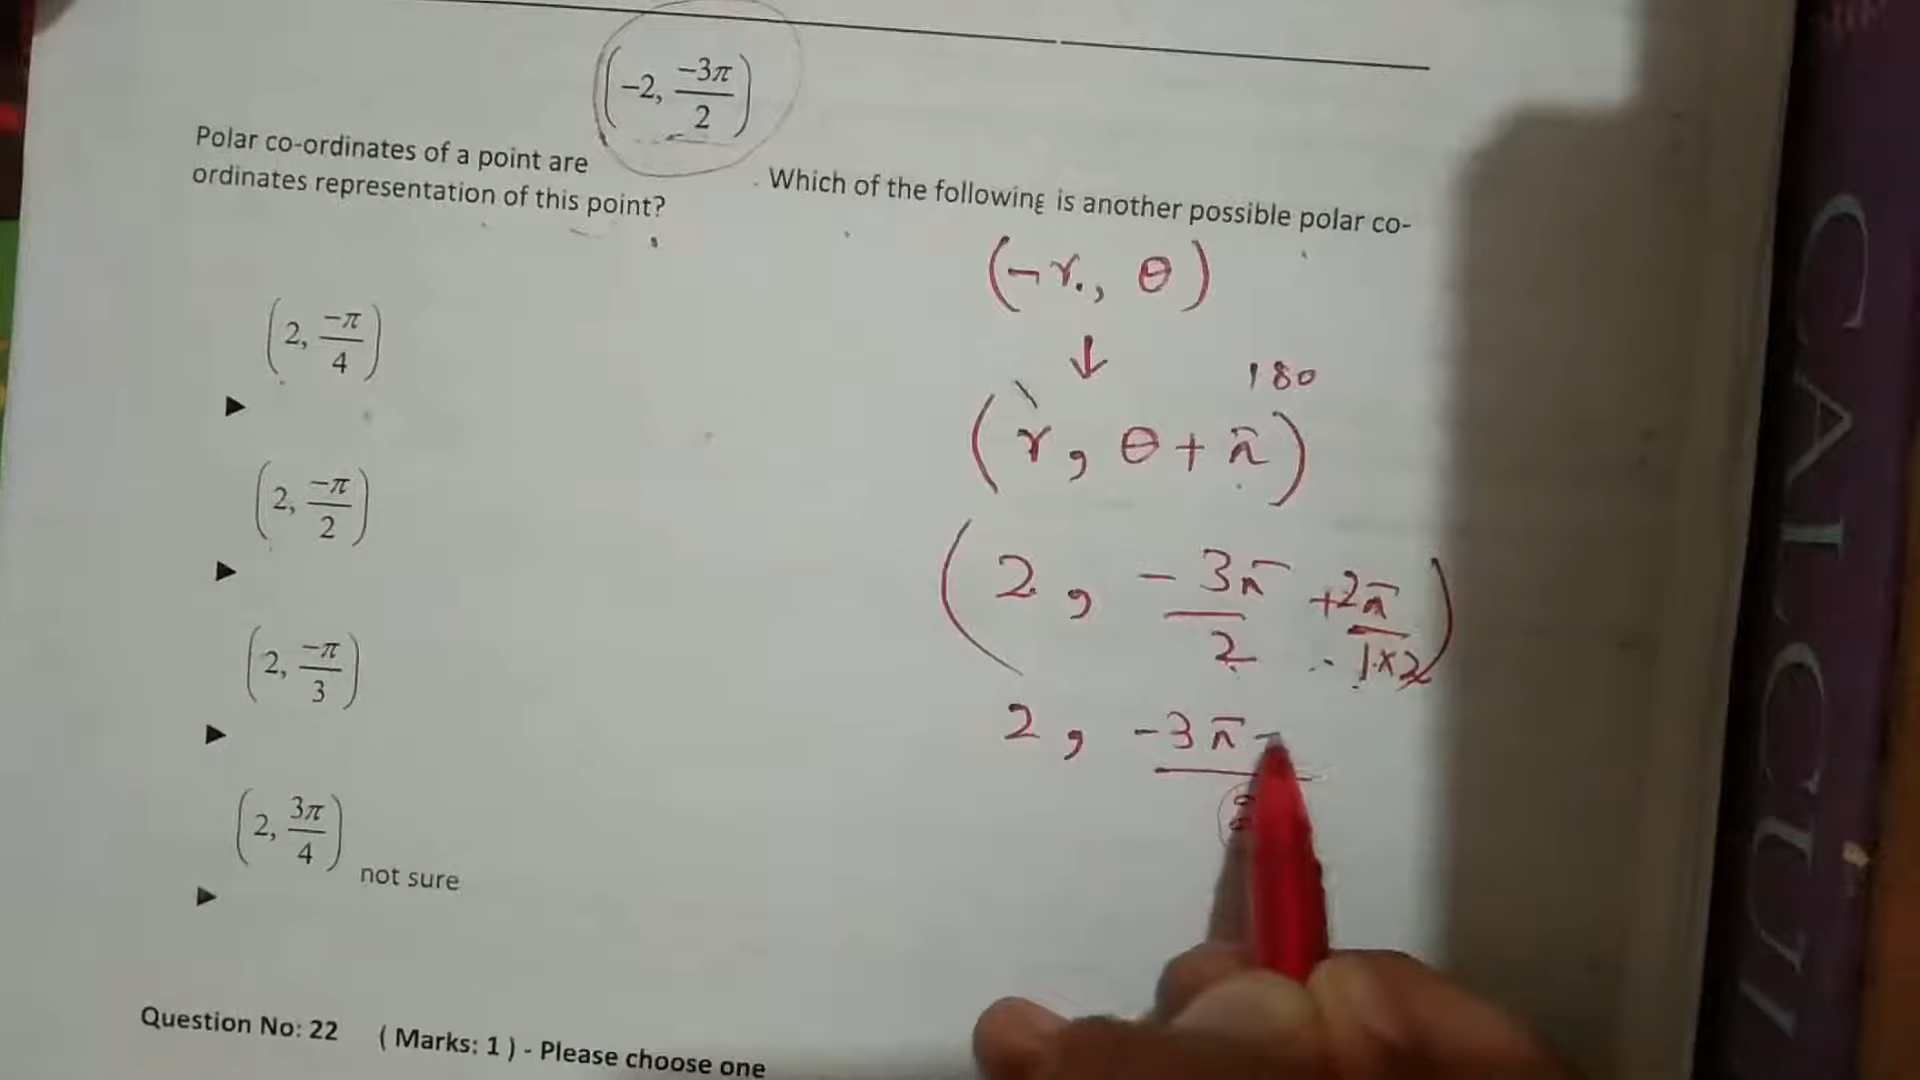 (-2, -3π/2)
Polar co-ordinates of a point are . Which of the following is another possible polar co-
ordinates representation of this point?
(-r, θ)
↓
180
(r, θ + π)
(2, -3π/2 + 2π/1×2)
2, -3π
(2, -π/4)
►
(2, -π/2)
►
(2, -π/3)
►
(2, 3π/4) not sure
►
Question No: 22 ( Marks: 1 ) - Please choose one
CALCU